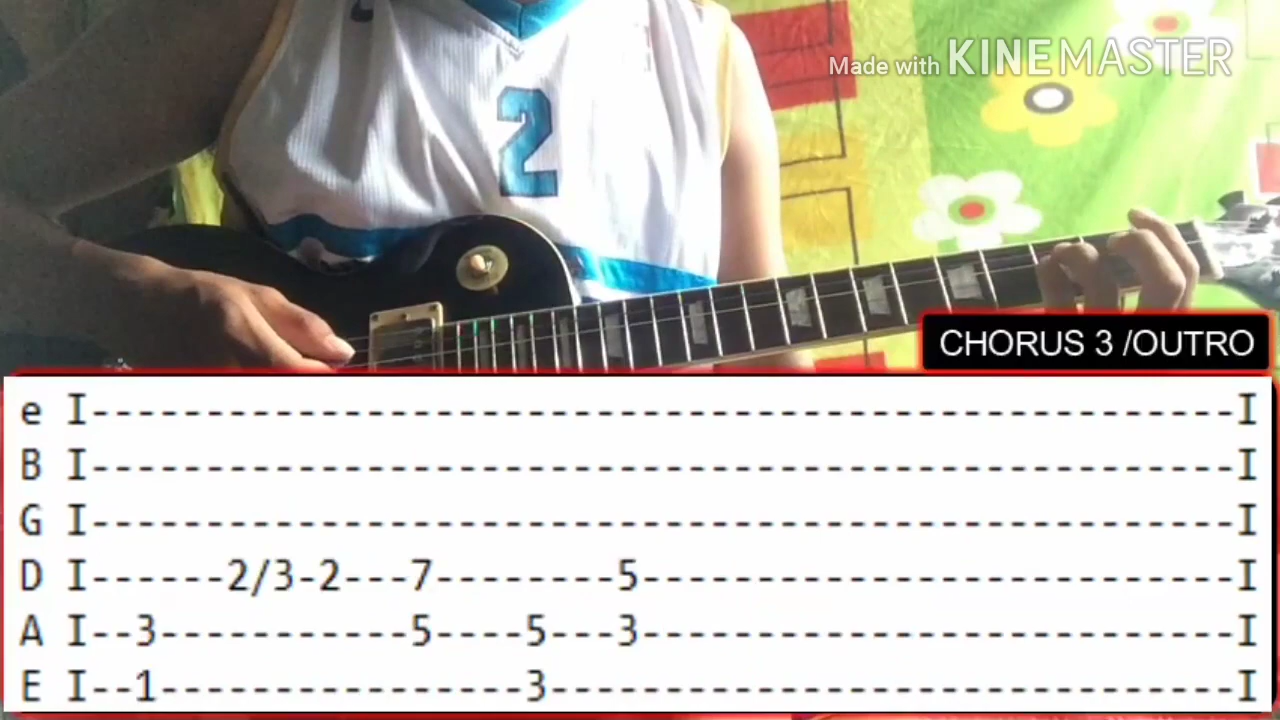 Made with KINEMASTER
2
CHORUS 3 /OUTRO
e I--------------------------------------------------I
B I--------------------------------------------------I
G I--------------------------------------------------I
D I------2/3-2---7--------5--------------------------I
A I--3-----------5----5---3--------------------------I
E I--1----------------3------------------------------I